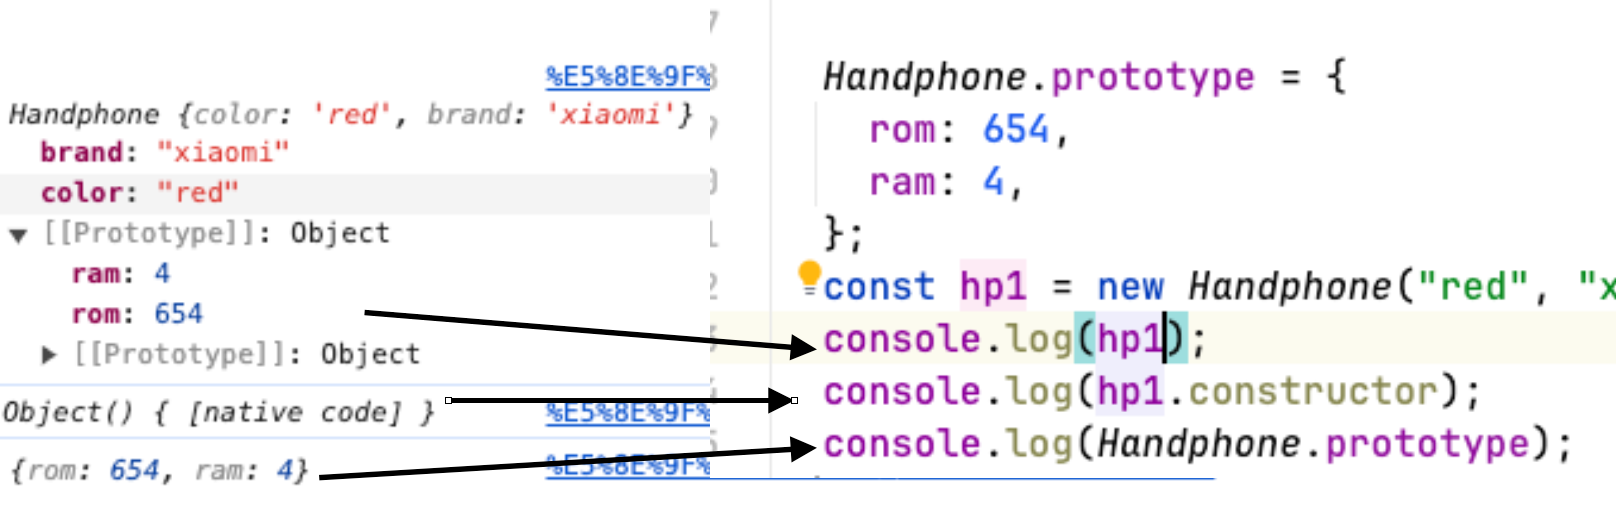 %E5%8E%9F%
Handphone {color: 'red', brand: 'xiaomi'}
brand: "xiaomi"
color: "red"
[[Prototype]]: Object
ram: 4
rom: 654
[[Prototype]]: Object
Object() { [native code] }
%E5%8E%9F%
{rom: 654, ram: 4}
%E5%8E%9F%
Handphone.prototype = {
rom: 654,
ram: 4,
};
const hp1 = new Handphone("red", "x
console.log(hp1);
console.log(hp1.constructor);
console.log(Handphone.prototype);